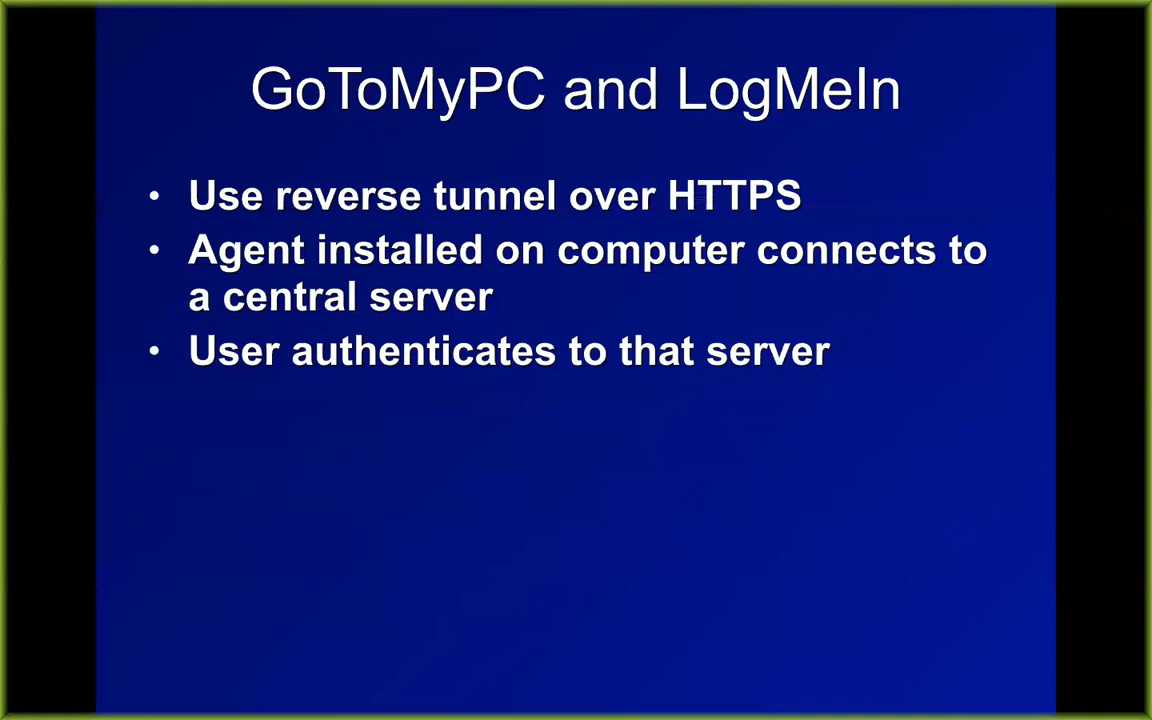 GoToMyPC and LogMeIn
• Use reverse tunnel over HTTPS
• Agent installed on computer connects to
a central server
• User authenticates to that server